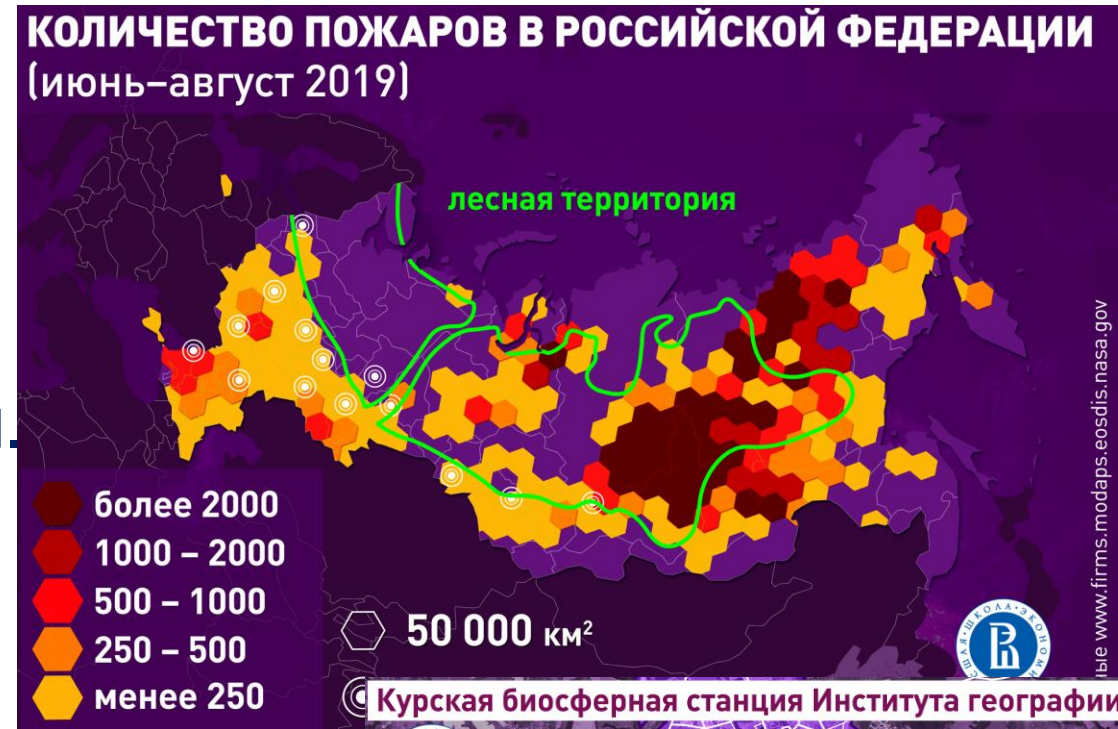 КОЛИЧЕСТВО ПОЖАРОВ В РОССИЙСКОЙ ФЕДЕРАЦИИ
(июнь–август 2019)
лесная территория
более 2000
1000 – 2000
500 – 1000
250 – 500
менее 250
50 000 км²
Курская биосферная станция Института географии
www.firms.modaps.eosdis.nasa.gov